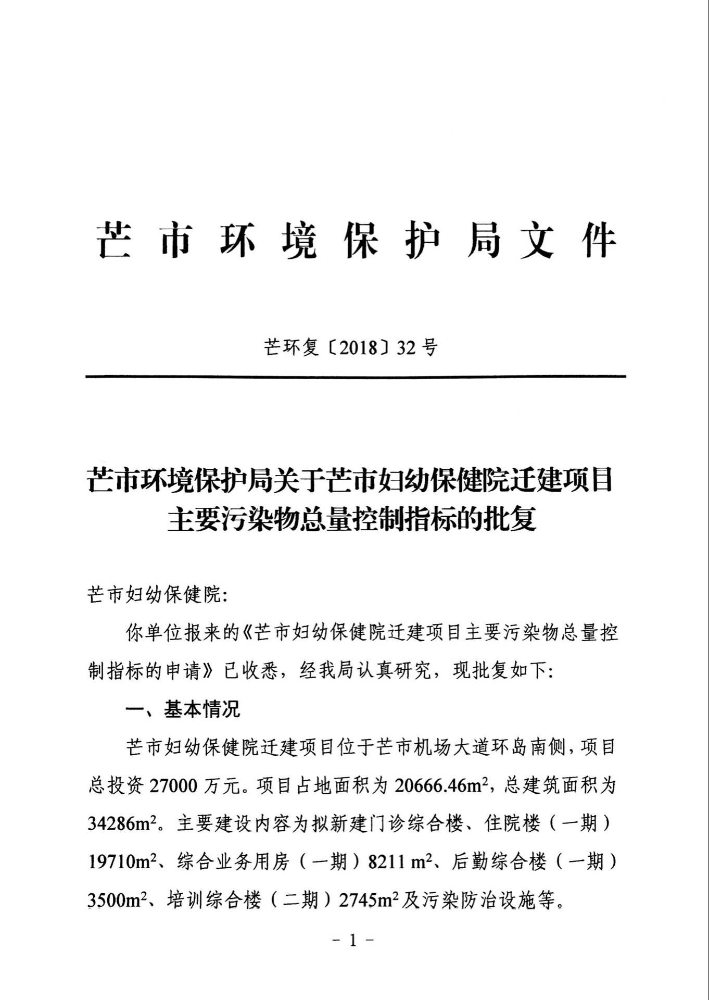 芒市环境保护局文件
芒环复〔2018〕32号
芒市环境保护局关于芒市妇幼保健院迁建项目
主要污染物总量控制指标的批复
芒市妇幼保健院：
你单位报来的《芒市妇幼保健院迁建项目主要污染物总量控
制指标的申请》已收悉，经我局认真研究，现批复如下：
一、基本情况
芒市妇幼保健院迁建项目位于芒市机场大道环岛南侧，项目
总投资 27000 万元。项目占地面积为 20666.46m²，总建筑面积为
34286m²。主要建设内容为拟新建门诊综合楼、住院楼（一期）
19710m²、综合业务用房（一期）8211 m²、后勤综合楼（一期）
3500m²、培训综合楼（二期）2745m²及污染防治设施等。
- 1 -